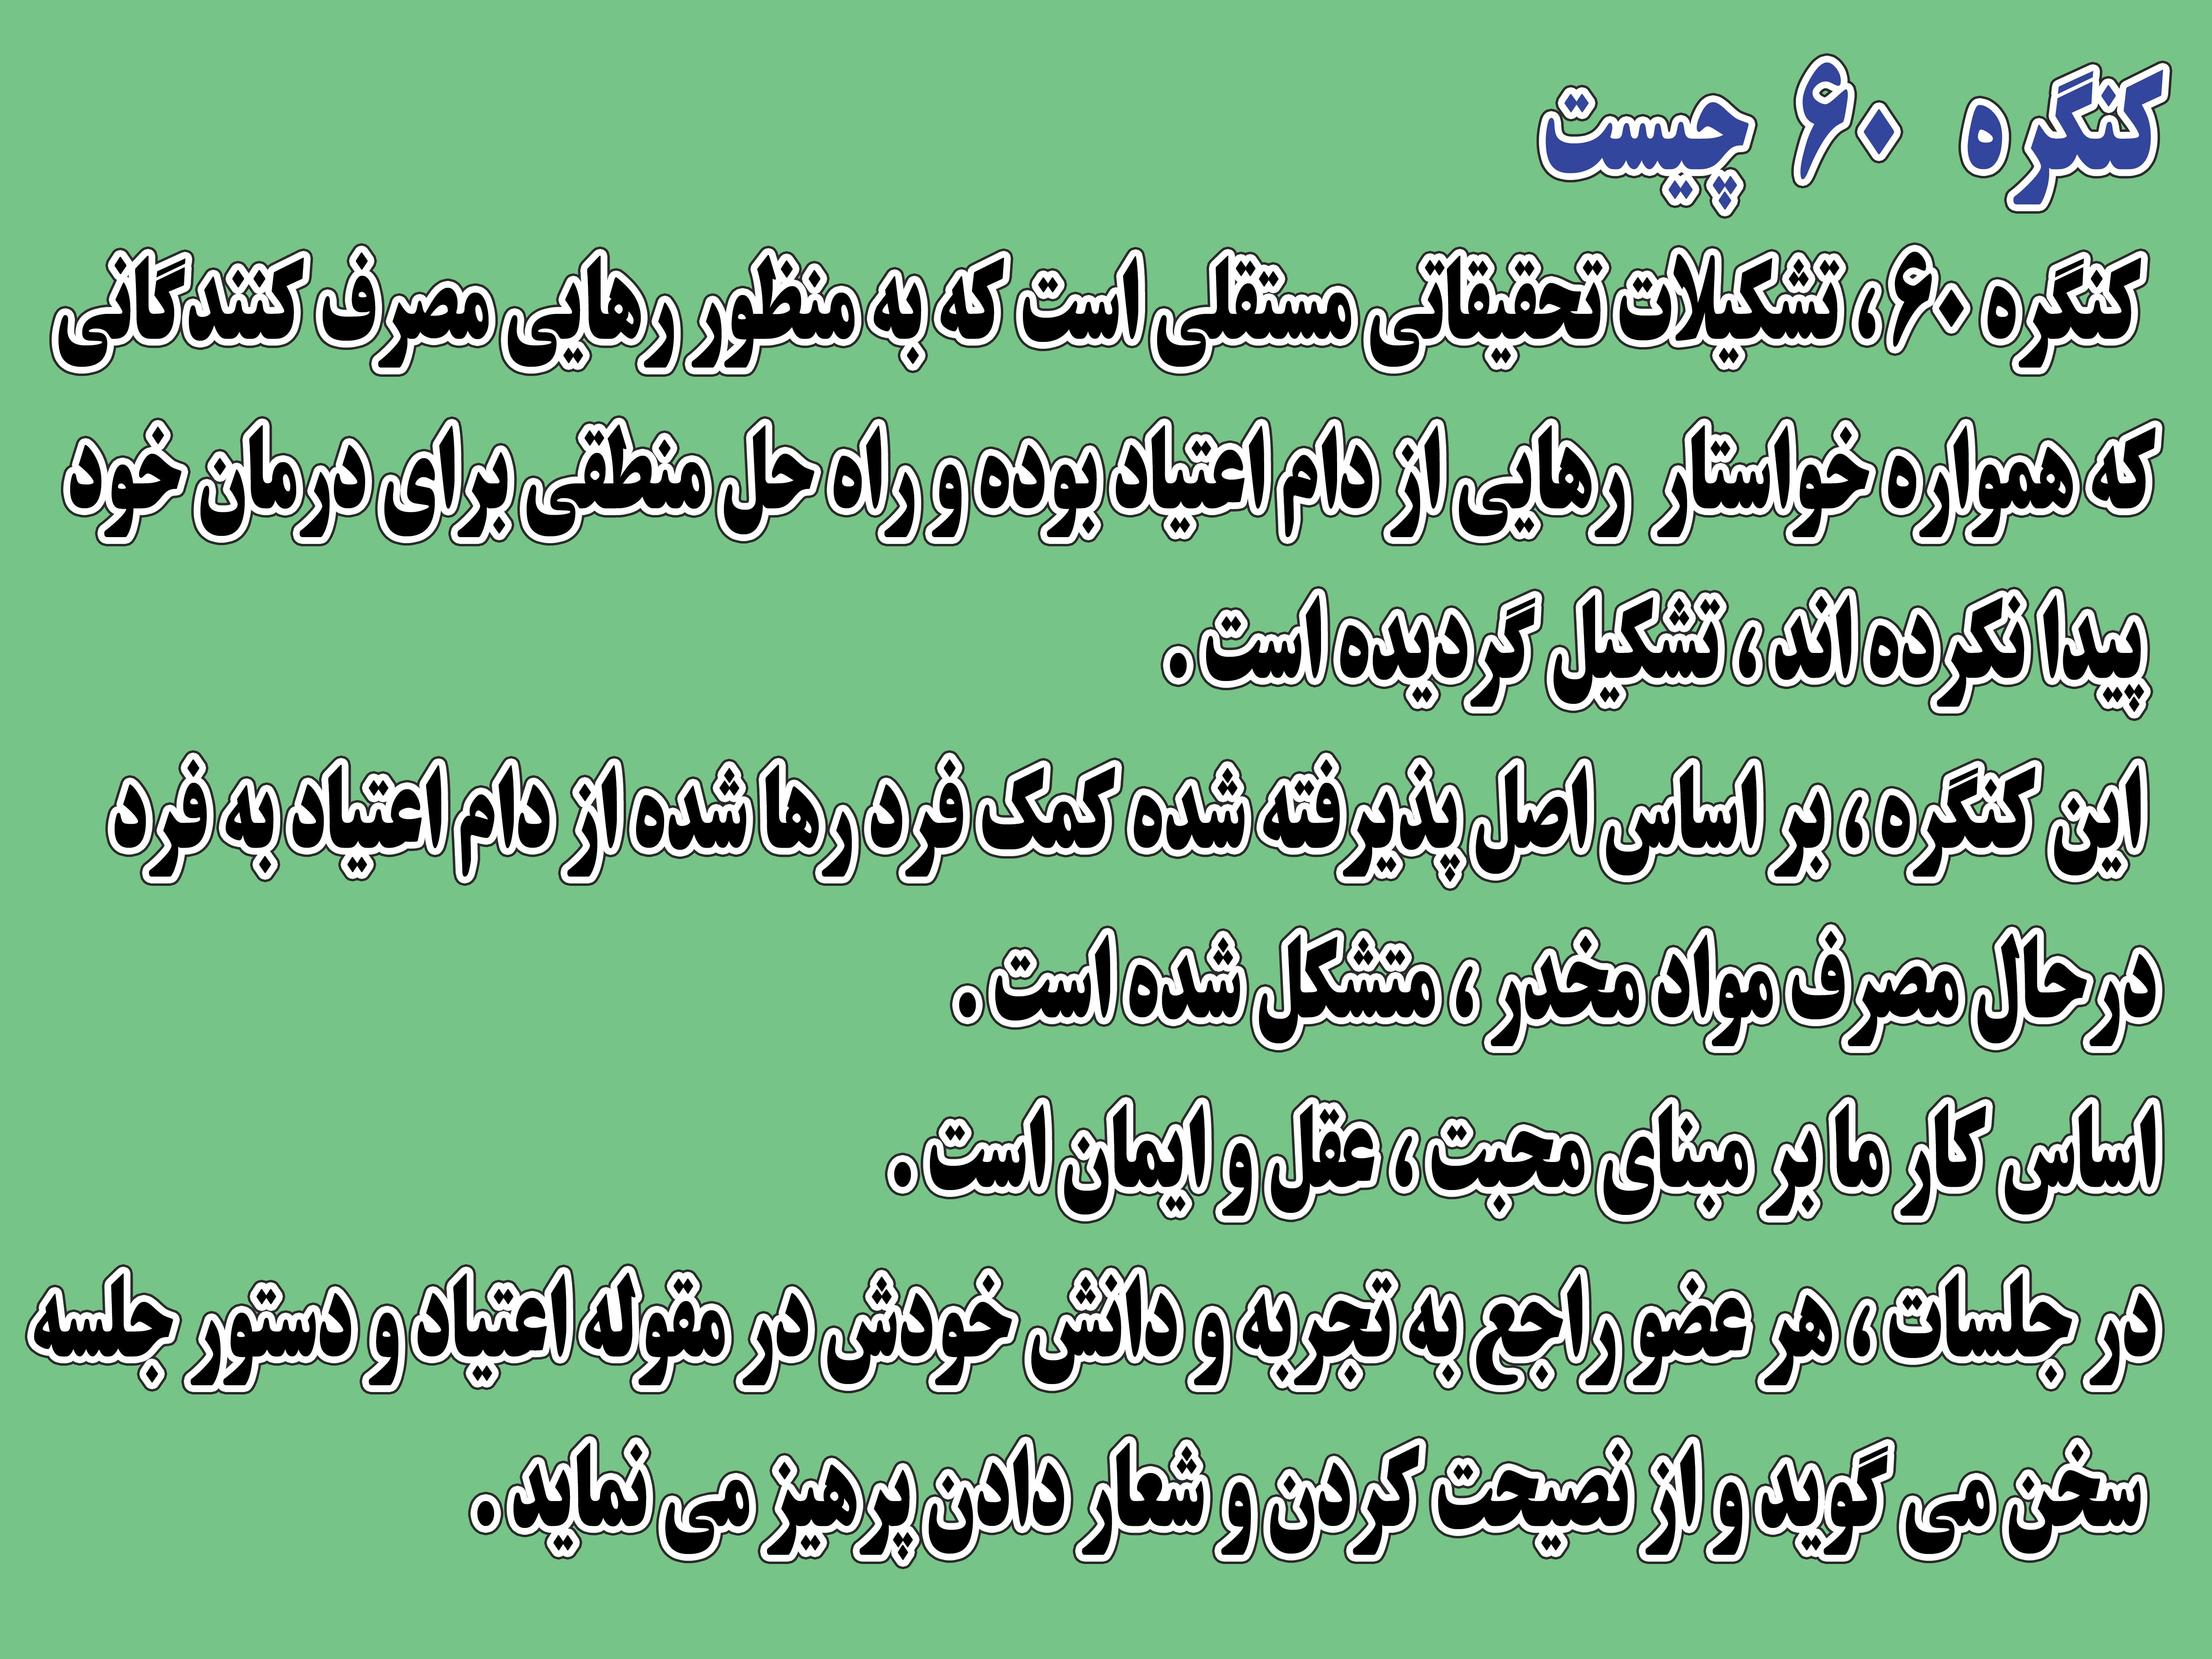 کنگره ۶۰ چیست
کنگره ۶۰، تشکیلات تحقیقاتی مستقلی است که به منظور رهایی مصرف کنندگانی
که همواره خواستار رهایی از دام اعتیاد بوده و راه حل منطقی برای درمان خود
پیدا نکرده اند، تشکیل گردیده است.
این کنگره، بر اساس اصل پذیرفته شده کمک فرد رها شده از دام اعتیاد به فرد
در حال مصرف مواد مخدر، متشکل شده است.
اساس کار ما بر مبنای محبت، عقل و ایمان است.
در جلسات، هر عضو راجع به تجربه و دانش خودش در مقوله اعتیاد و دستور جلسه
سخن می گوید و از نصیحت کردن و شعار دادن پرهیز می نماید.